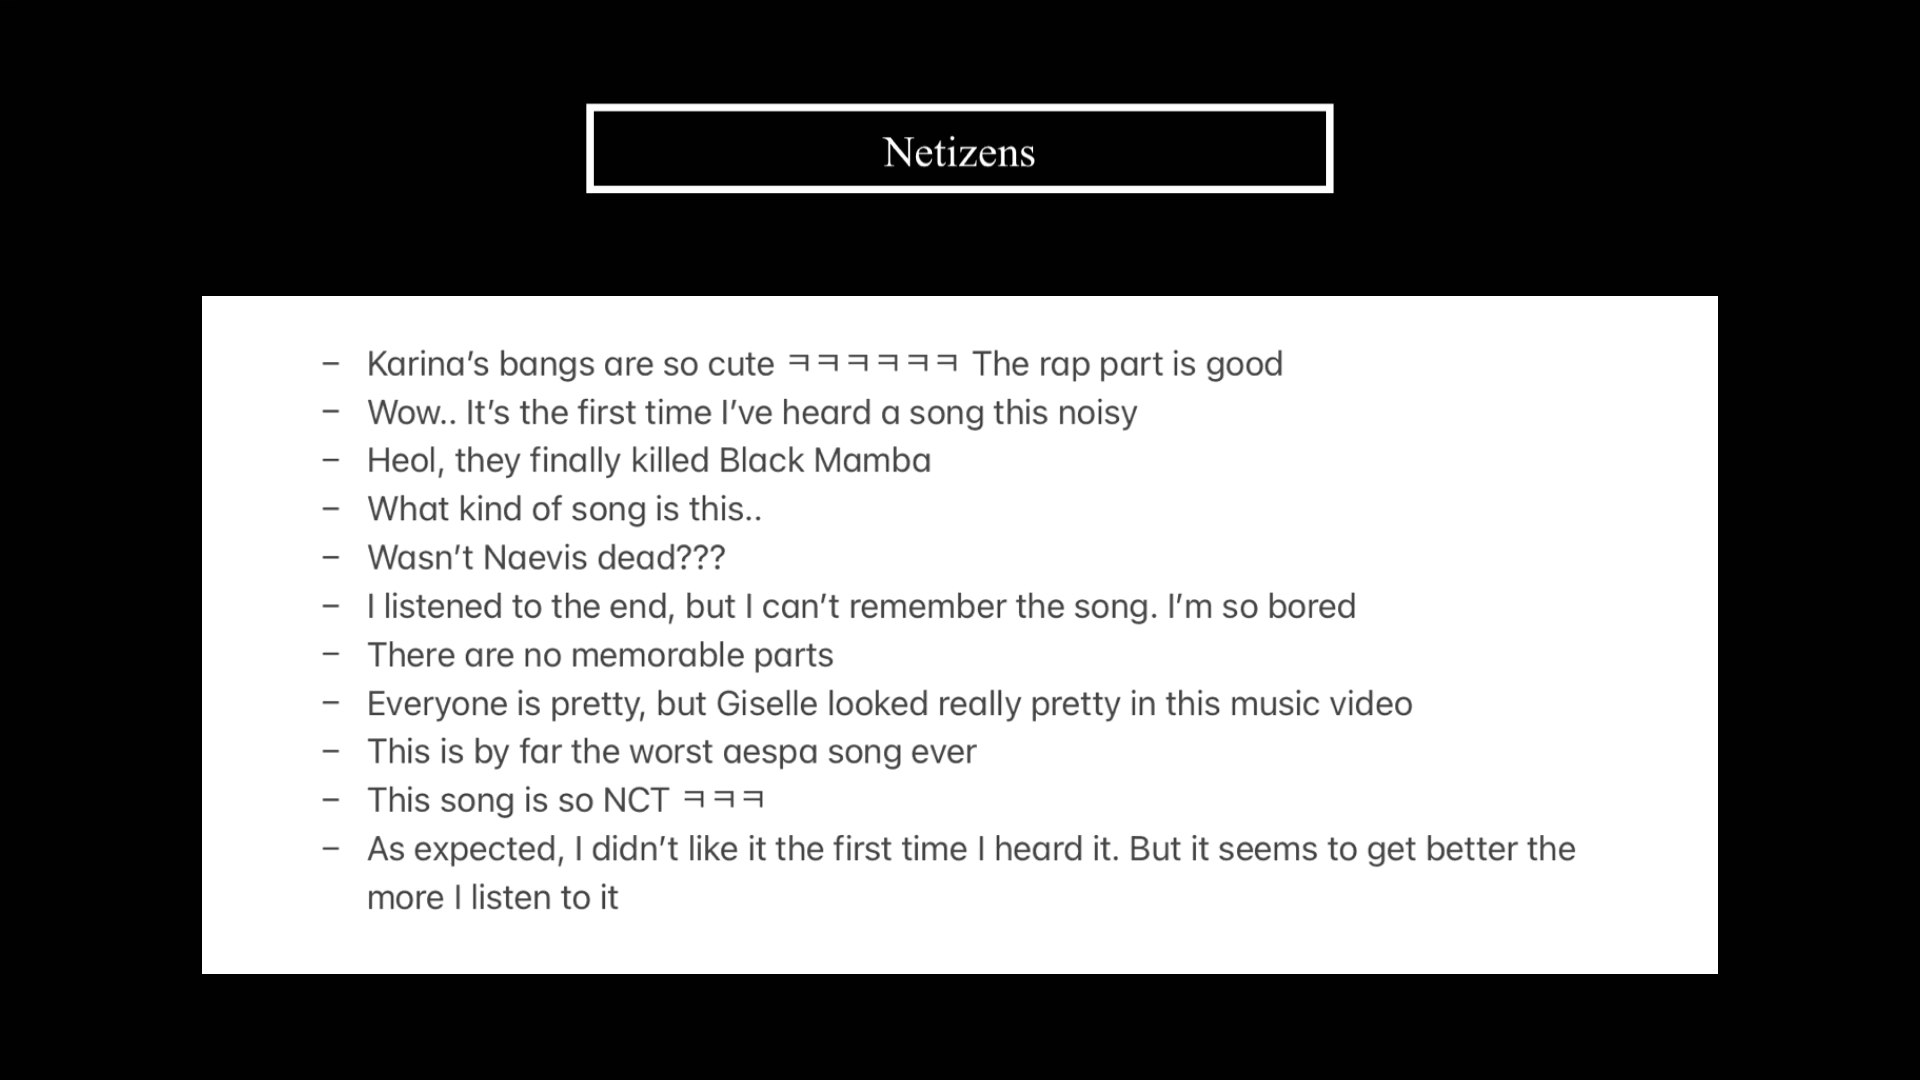 Netizens
– Karina’s bangs are so cute ㅋㅋㅋㅋㅋㅋ The rap part is good
– Wow.. It’s the first time I’ve heard a song this noisy
– Heol, they finally killed Black Mamba
– What kind of song is this..
– Wasn’t Naevis dead???
– I listened to the end, but I can’t remember the song. I’m so bored
– There are no memorable parts
– Everyone is pretty, but Giselle looked really pretty in this music video
– This is by far the worst aespa song ever
– This song is so NCT ㅋㅋㅋ
– As expected, I didn’t like it the first time I heard it. But it seems to get better the
more I listen to it